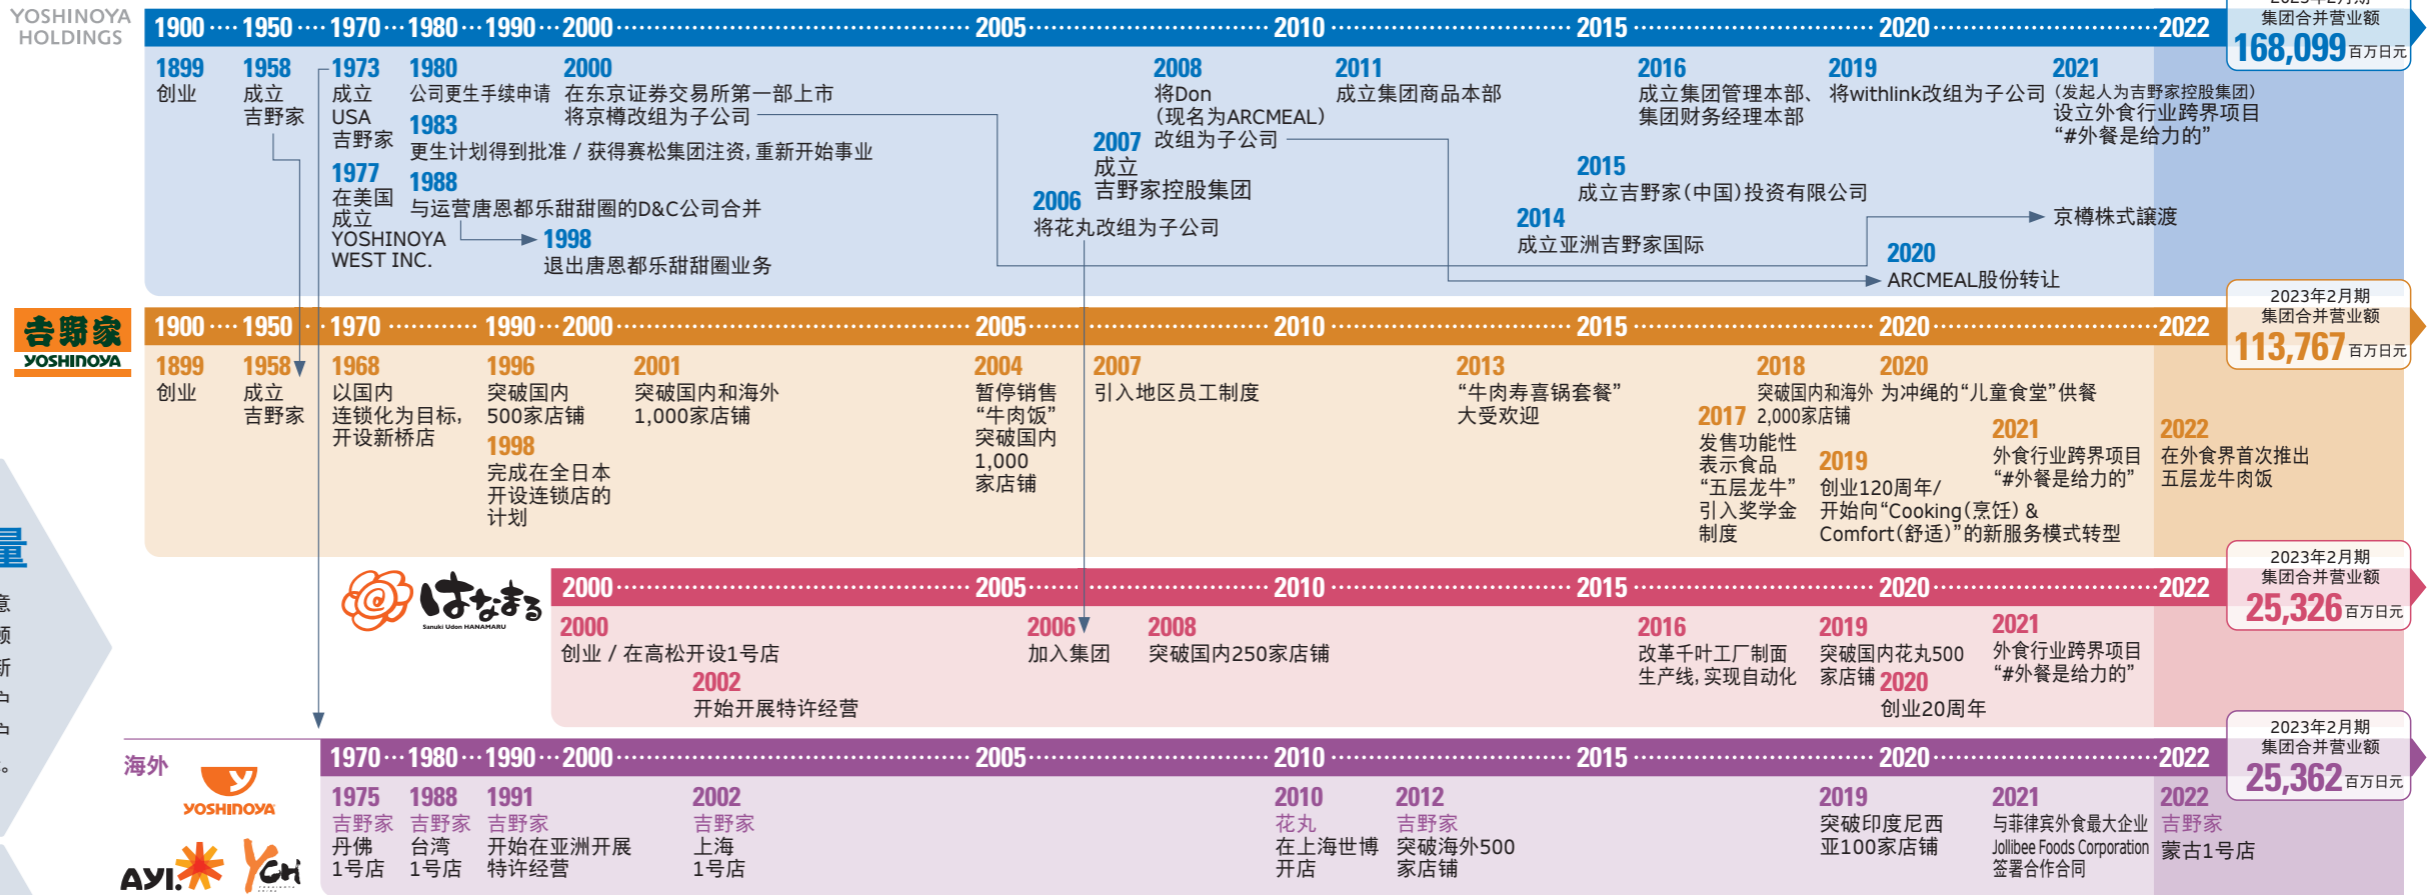 YOSHINOYA
HOLDINGS
1900 1950 1970 1980 1990 2000 2005 2010 2015 2020 2022
2023年2月期
集团合并营业额
168,099 百万日元
1899
创业
1958
成立
吉野家
1973
成立
USA
吉野家
1977
在美国
成立
YOSHINOYA
WEST INC.
1980
公司更生手续申请
1983
更生计划得到批准 / 获得赛松集团注资, 重新开始事业
1988
与运营唐恩都乐甜甜圈的D&C公司合并
1998
退出唐恩都乐甜甜圈业务
2000
在东京证券交易所第一部上市
将京樽改组为子公司
2006
将花丸改组为子公司
2007
成立
吉野家控股集团
2008
将Don
(现名为ARCMEAL)
改组为子公司
2011
成立集团商品本部
2014
成立亚洲吉野家国际
2015
成立吉野家(中国)投资有限公司
2016
成立集团管理本部、
集团财务经理本部
2019
将withlink改组为子公司
2020
ARCMEAL股份转让
2021
(发起人为吉野家控股集团)
设立外食行业跨界项目
“#外餐是给力的”
京樽株式譲渡
吉野家
YOSHINOYA
1900 1950 1970 1990 2000 2005 2010 2015 2020 2022
2023年2月期
集团合并营业额
113,767 百万日元
1899
创业
1958
成立
吉野家
1968
以国内
连锁化为目标,
开设新桥店
1996
突破国内
500家店铺
1998
完成在全日本
开设连锁店的
计划
2001
突破国内和海外
1,000家店铺
2004
暂停销售
“牛肉饭”
突破国内
1,000
家店铺
2007
引入地区员工制度
2013
“牛肉寿喜锅套餐”
大受欢迎
2017
发售功能性
表示食品
“五层龙牛”
引入奖学金
制度
2018
突破国内和海外
2,000家店铺
2019
创业120周年/
开始向“Cooking(烹饪) &
Comfort(舒适)”的新服务模式转型
2020
为冲绳的“儿童食堂”供餐
2021
外食行业跨界项目
“#外餐是给力的”
2022
在外食界首次推出
五层龙牛肉饭
量
意
顾
新
户
户
。
はなまる
Sanuki Udon HANAMARU
2000 2005 2010 2015 2020 2022
2023年2月期
集团合并营业额
25,326 百万日元
2000
创业 / 在高松开设1号店
2002
开始开展特许经营
2006
加入集团
2008
突破国内250家店铺
2016
改革千叶工厂制面
生产线, 实现自动化
2019
突破国内花丸500
家店铺
2020
创业20周年
2021
外食行业跨界项目
“#外餐是给力的”
海外
YOSHINOYA
AYI.
YCH
1970 1980 1990 2000 2005 2010 2015 2020 2022
2023年2月期
集团合并营业额
25,362 百万日元
1975
吉野家
丹佛
1号店
1988
吉野家
台湾
1号店
1991
吉野家
开始在亚洲开展
特许经营
2002
吉野家
上海
1号店
2010
花丸
在上海世博
开店
2012
吉野家
突破海外500
家店铺
2019
突破印度尼西
亚100家店铺
2021
与菲律宾外食最大企业
Jollibee Foods Corporation
签署合作合同
2022
吉野家
蒙古1号店